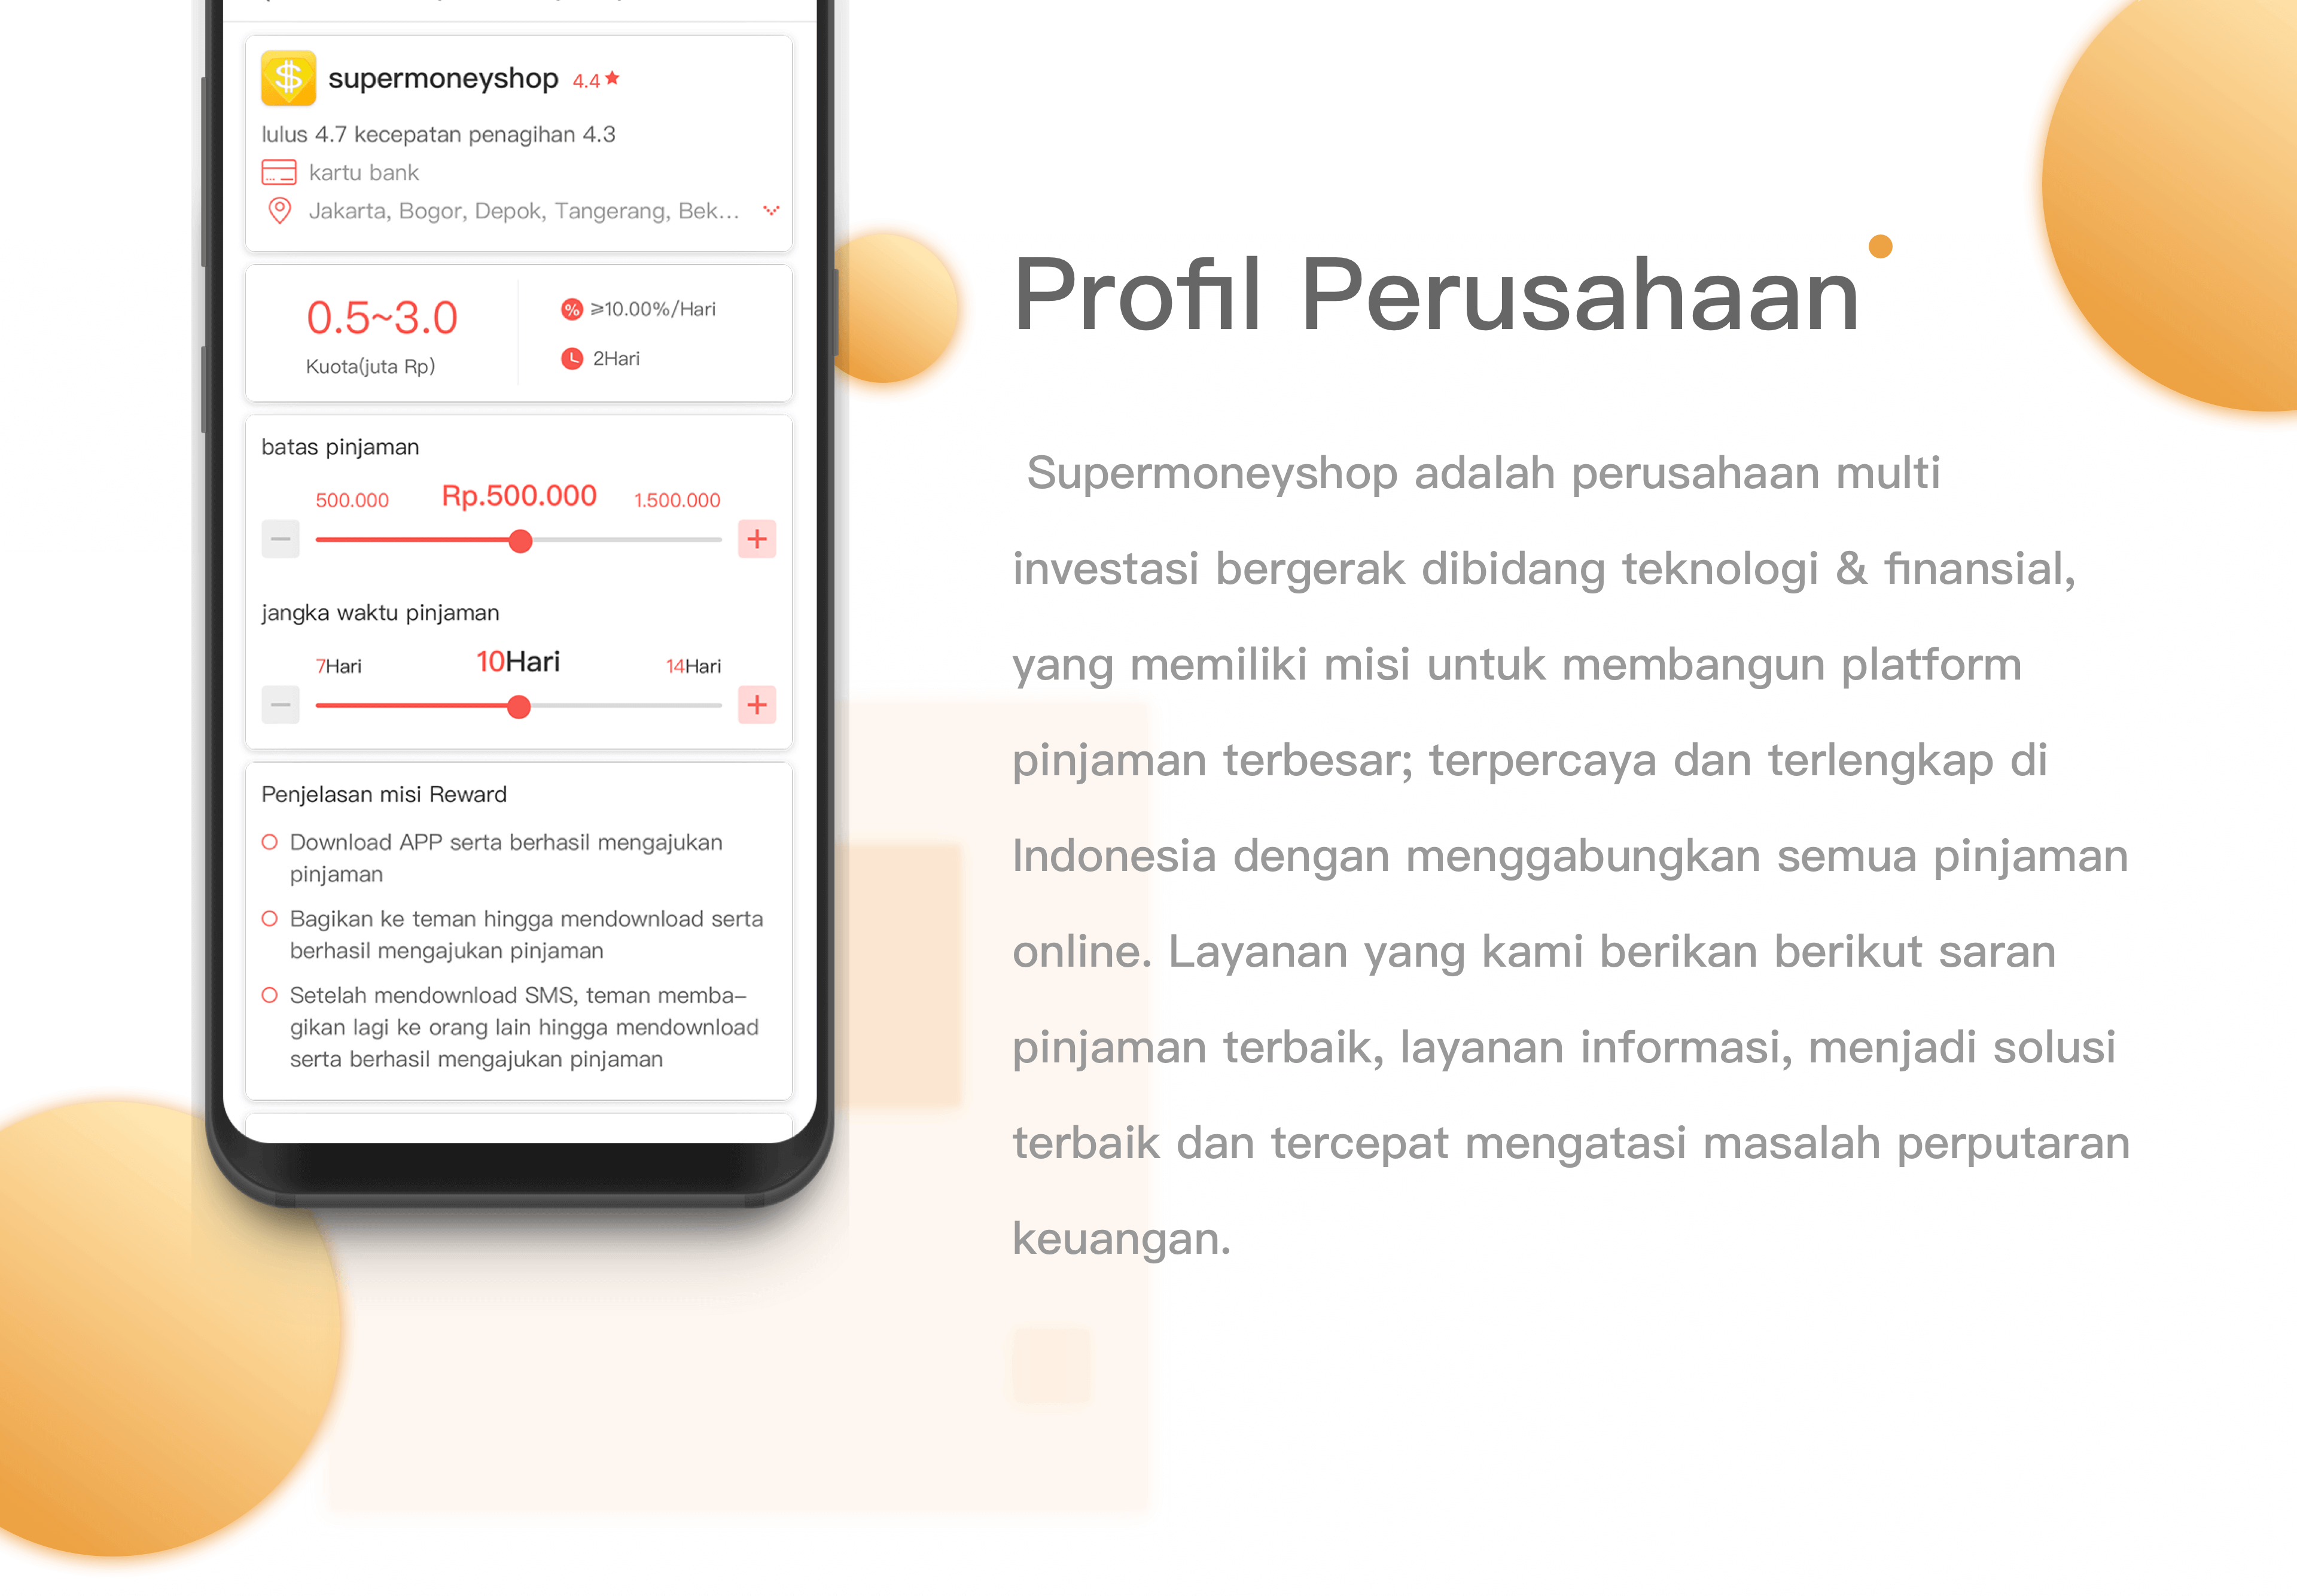 supermoneyshop 4.4
lulus 4.7 kecepatan penagihan 4.3
kartu bank
Jakarta, Bogor, Depok, Tangerang, Bek...
0.5~3.0
Kuota(juta Rp)
% ≥10.00%/Hari
2Hari
batas pinjaman
500.000 Rp.500.000 1.500.000
jangka waktu pinjaman
7Hari 10Hari 14Hari
Penjelasan misi Reward
Download APP serta berhasil mengajukan
pinjaman
Bagikan ke teman hingga mendownload serta
berhasil mengajukan pinjaman
Setelah mendownload SMS, teman memba-
gikan lagi ke orang lain hingga mendownload
serta berhasil mengajukan pinjaman
Profil Perusahaan
Supermoneyshop adalah perusahaan multi
investasi bergerak dibidang teknologi & finansial,
yang memiliki misi untuk membangun platform
pinjaman terbesar; terpercaya dan terlengkap di
Indonesia dengan menggabungkan semua pinjaman
online. Layanan yang kami berikan berikut saran
pinjaman terbaik, layanan informasi, menjadi solusi
terbaik dan tercepat mengatasi masalah perputaran
keuangan.